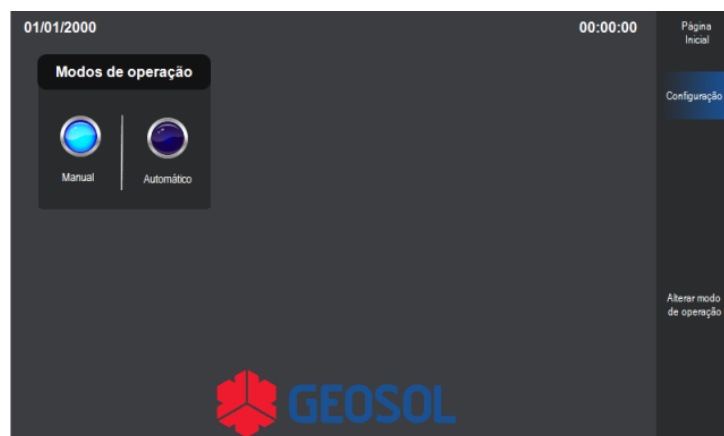 01/01/2000
00:00:00
Página
Inicial
Modos de operação
Configuração
Manual
Automático
Alterar modo
de operação
GEOSOL